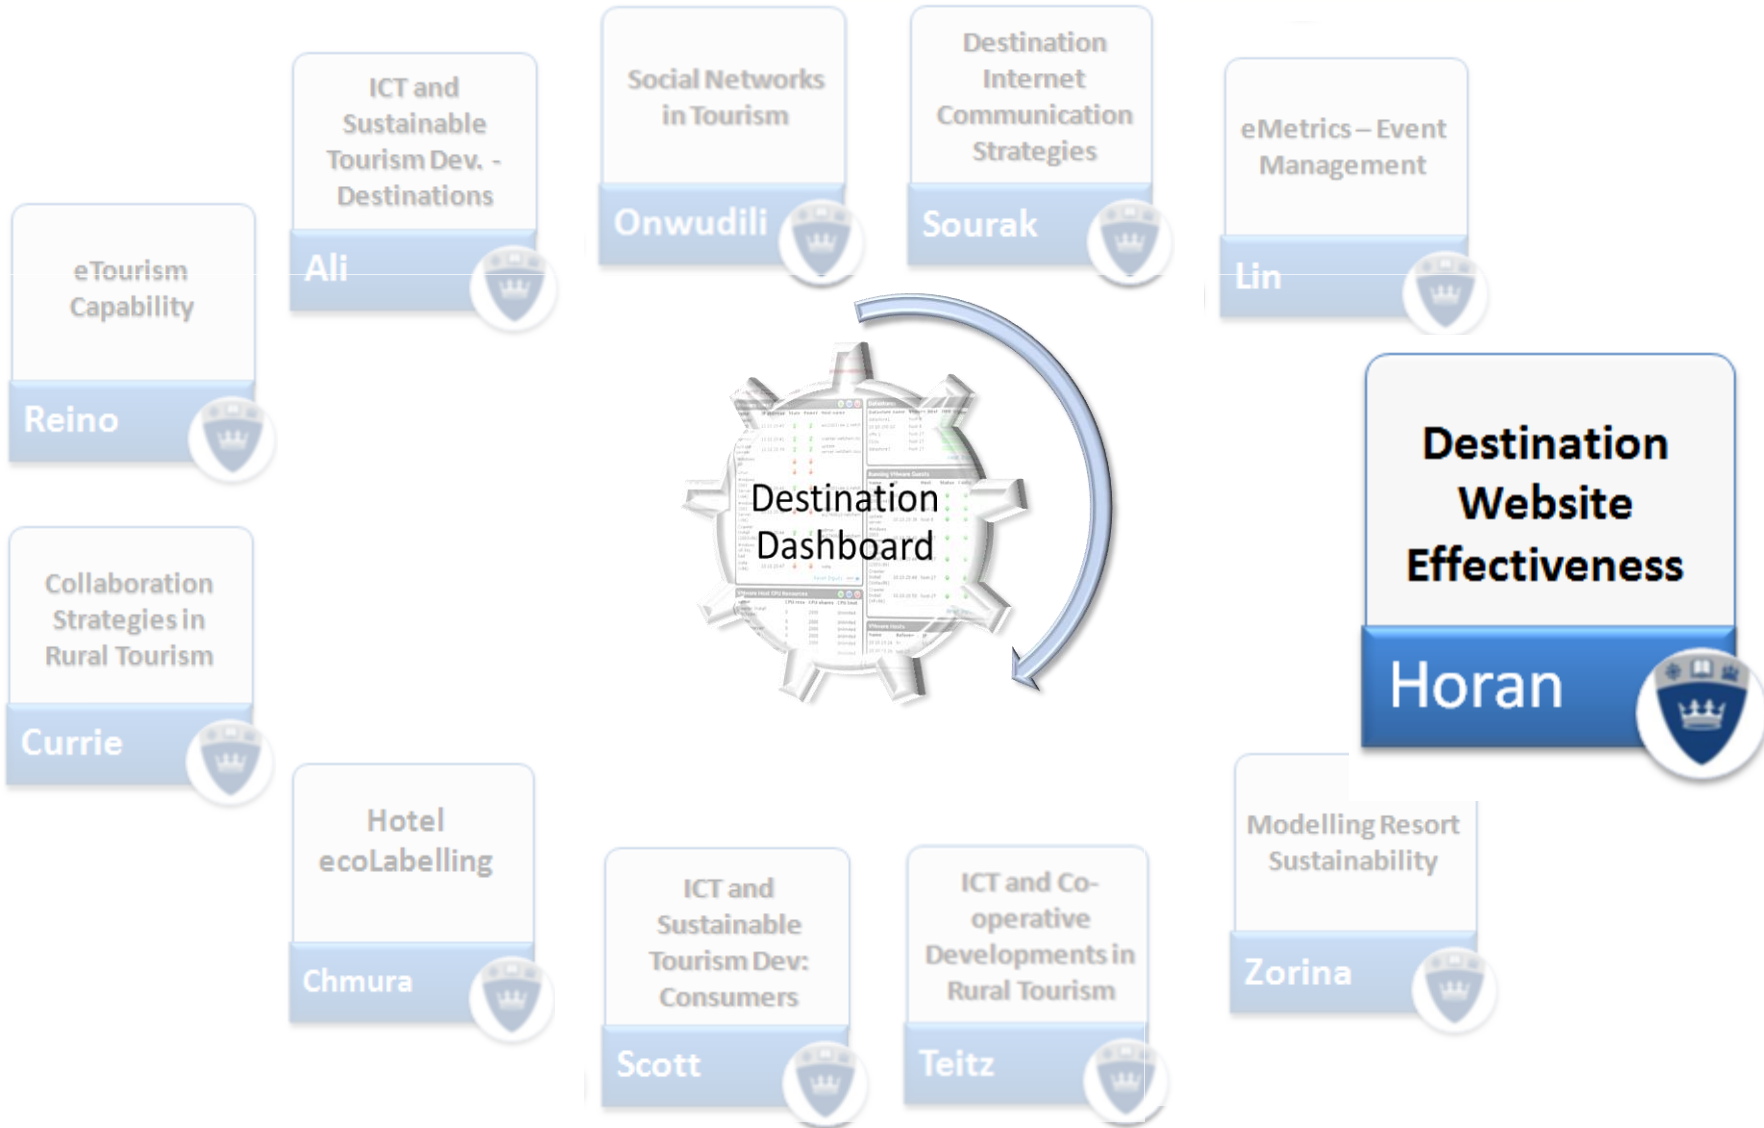 ICT and
Sustainable
Tourism Dev. -
Destinations
Ali
Social Networks
in Tourism
Onwudili
Destination
Internet
Communication
Strategies
Sourak
eMetrics – Event
Management
Lin
eTourism
Capability
Reino
Destination
Dashboard
Destination
Website
Effectiveness
Horan
Collaboration
Strategies in
Rural Tourism
Currie
Hotel
ecoLabelling
Chmura
ICT and
Sustainable
Tourism Dev:
Consumers
Scott
ICT and Co-
operative
Developments in
Rural Tourism
Teitz
Modelling Resort
Sustainability
Zorina